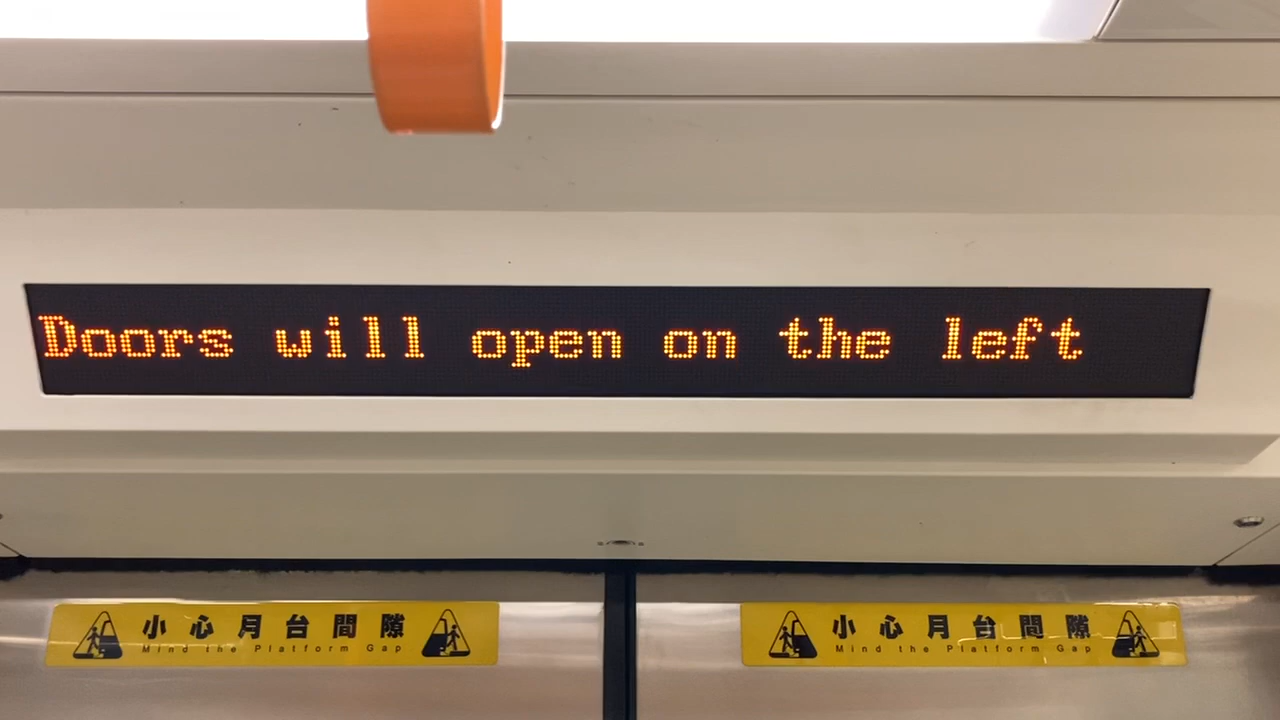 Doors will open on the left
小心月台間隙
Mind the Platform Gap
小心月台間隙
Mind the Platform Gap